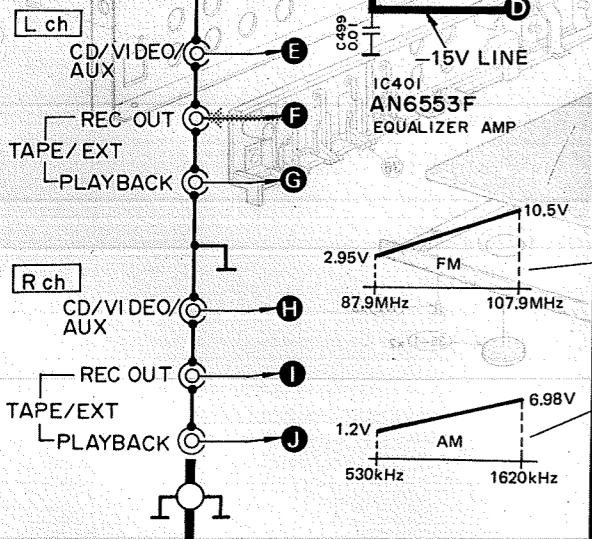 L ch
CD/VIDEO/
AUX
E
REC OUT
F
TAPE/EXT
PLAYBACK
G
R ch
CD/VIDEO/
AUX
H
REC OUT
I
TAPE/EXT
PLAYBACK
J
D
C499
0.01
-15V LINE
IC401
AN6553F
EQUALIZER AMP
10.5V
2.95V
FM
87.9MHz
107.9MHz
6.98V
1.2V
AM
530kHz
1620kHz